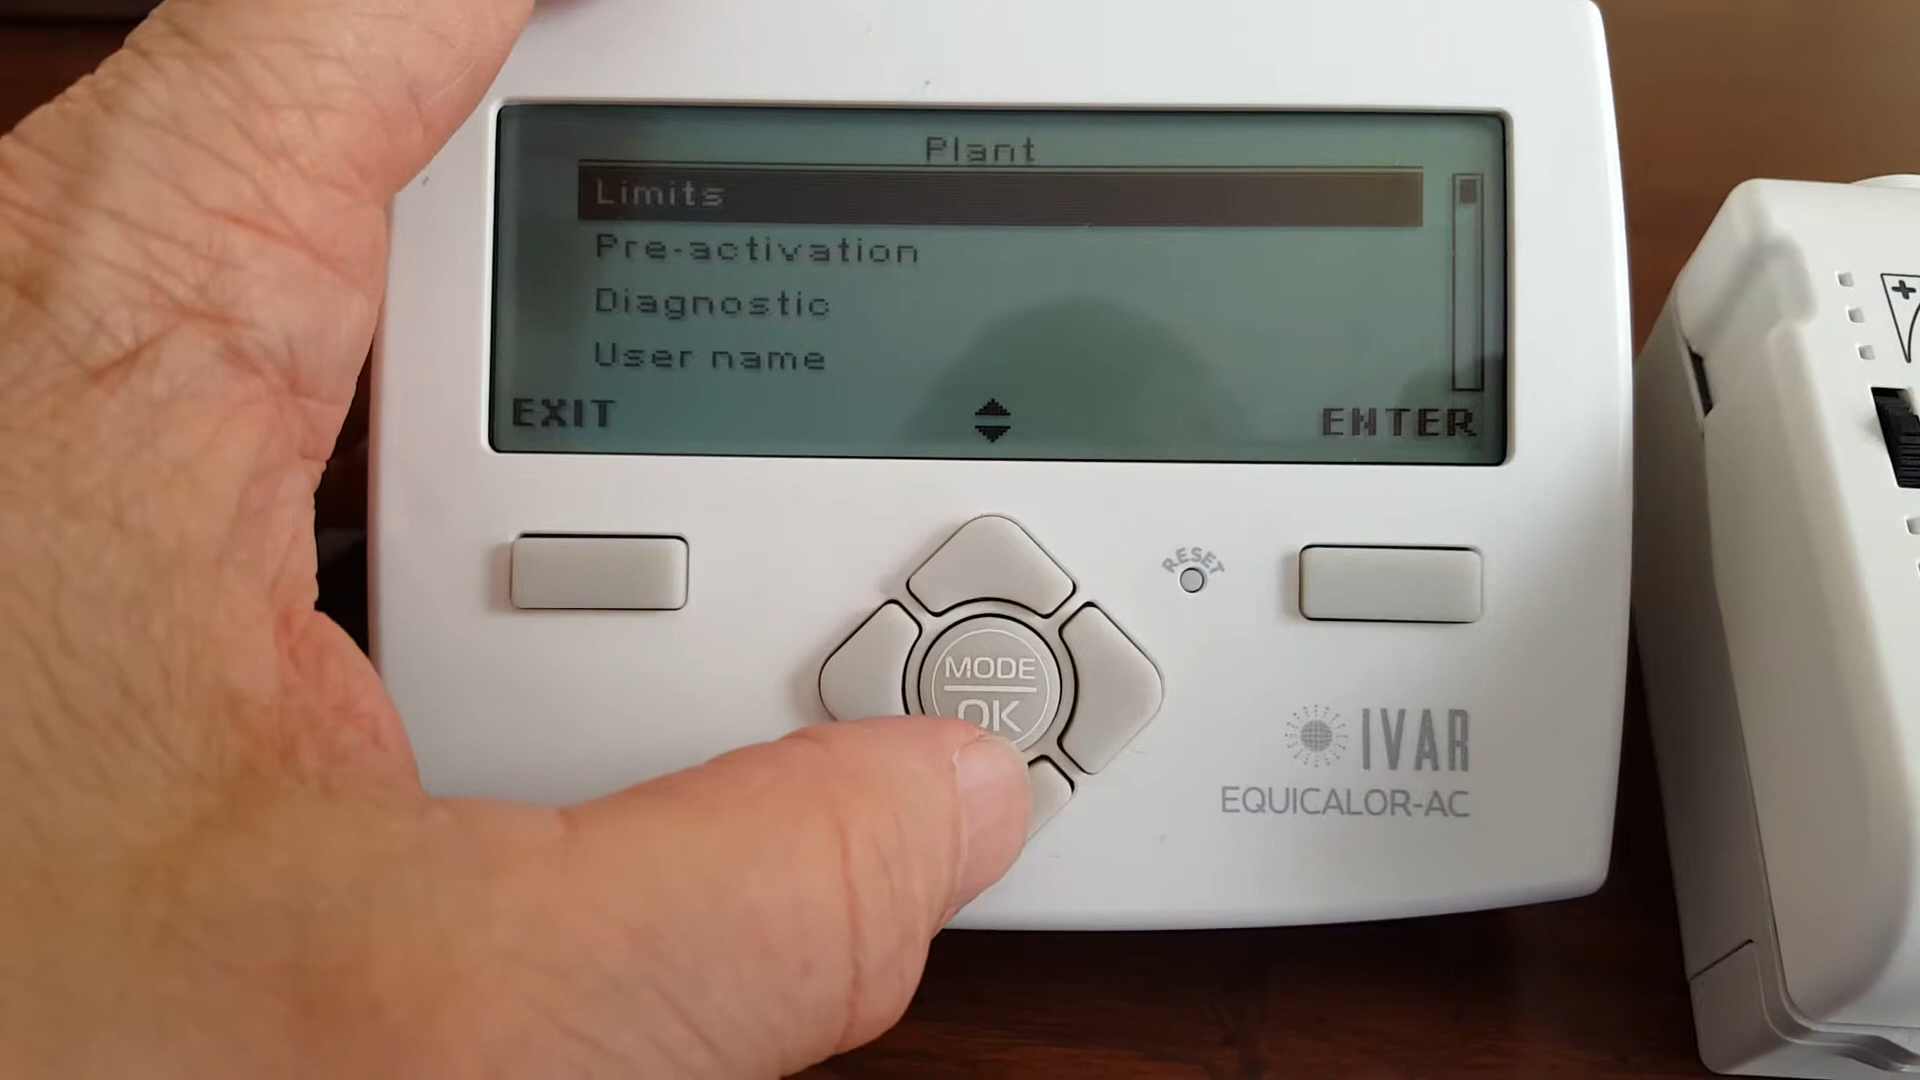 Plant
Limits
Pre-activation
Diagnostic
User name
EXIT
ENTER
RESET
MODE
OK
IVAR
EQUICALOR-AC